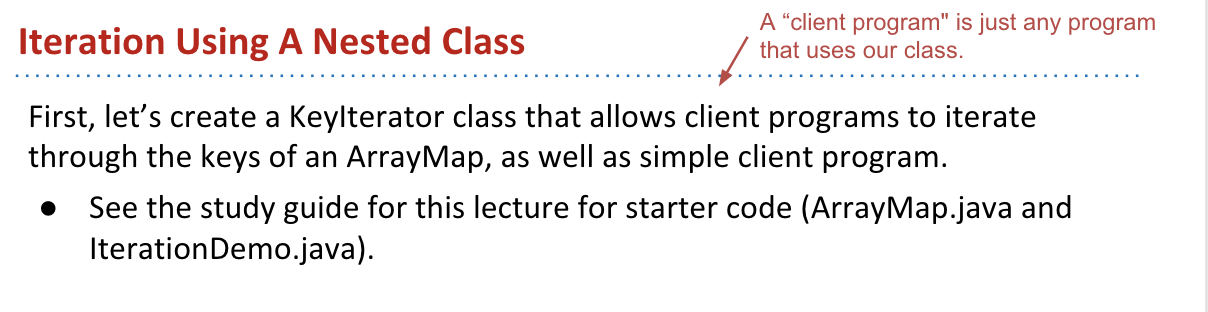 Iteration Using A Nested Class
A “client program" is just any program
that uses our class.
First, let’s create a KeyIterator class that allows client programs to iterate
through the keys of an ArrayMap, as well as simple client program.
● See the study guide for this lecture for starter code (ArrayMap.java and
IterationDemo.java).